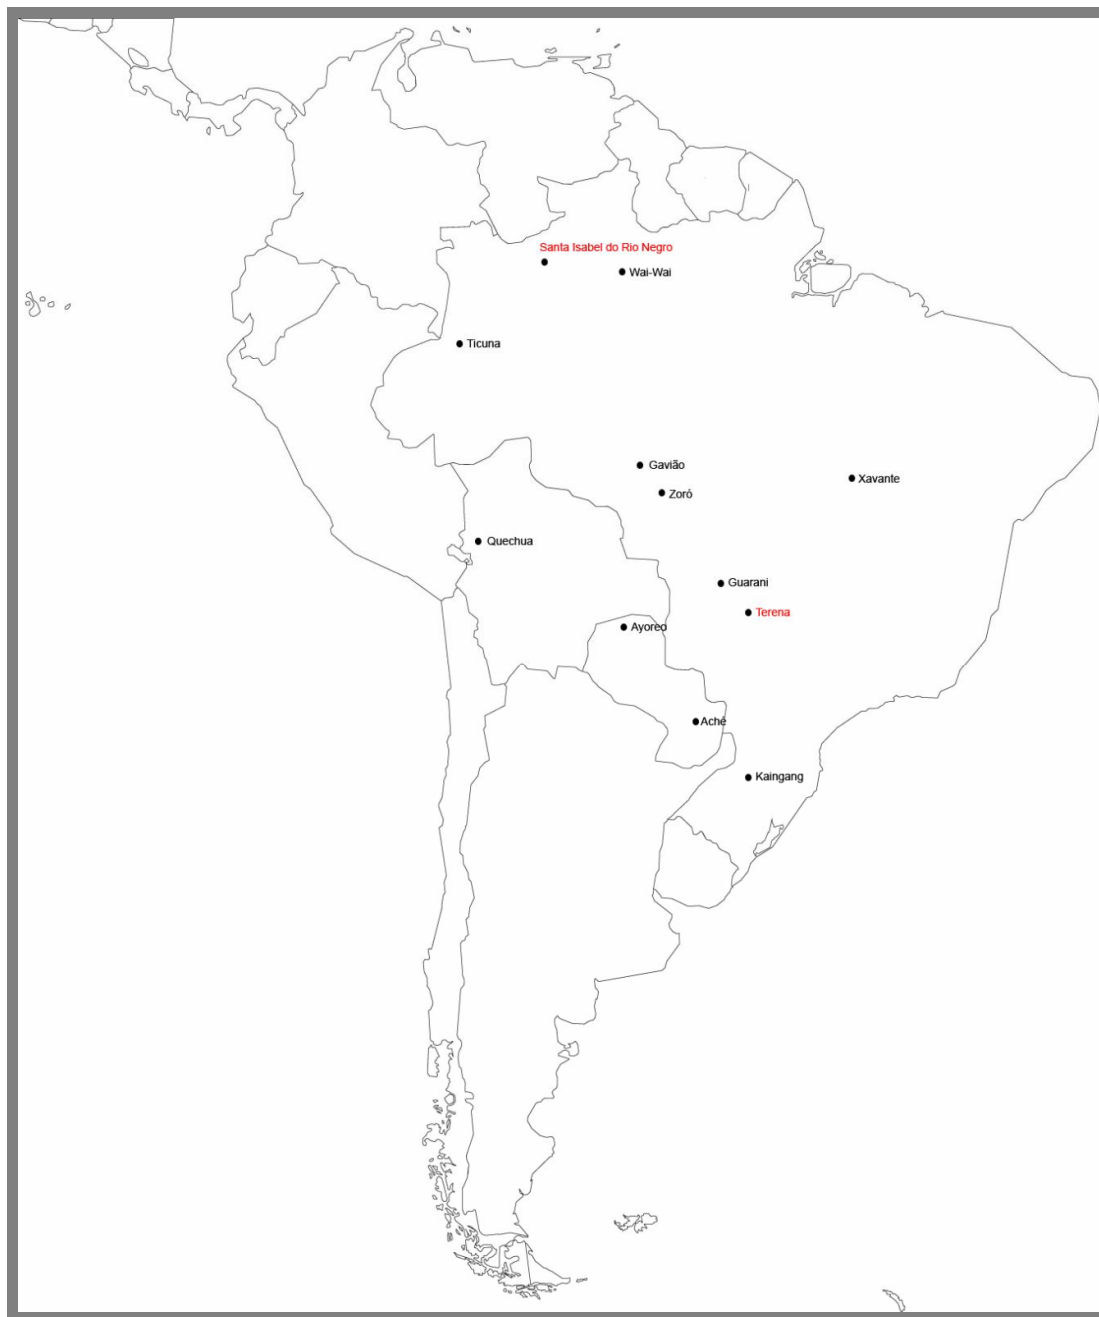 Santa Isabel do Rio Negro
Wai-Wai
Ticuna
Gavião
Xavante
Zoró
Quechua
Guarani
Terena
Ayoreo
Aché
Kaingang